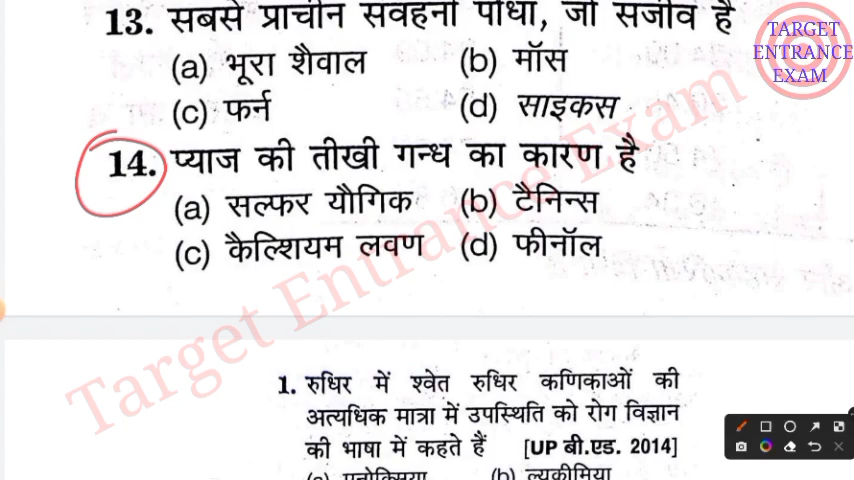 13. सबसे प्राचीन संवहनी पौधा, जो सजीव है
(a) भूरा शैवाल (b) मॉस
(c) फर्न (d) साइकस
14. प्याज की तीखी गन्ध का कारण है
(a) सल्फर यौगिक (b) टैनिन्स
(c) कैल्शियम लवण (d) फीनॉल
1. रुधिर में श्वेत रुधिर कणिकाओं की
अत्यधिक मात्रा में उपस्थिति को रोग विज्ञान
की भाषा में कहते हैं [UP बी.एड. 2014]
(a) एनोक्सिया (b) ल्यूकीमिया
TARGET
ENTRANCE
EXAM
Target Entrance Exam